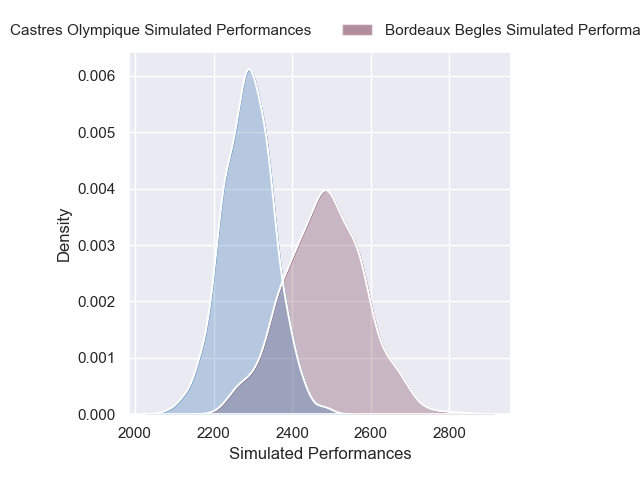 Castres Olympique Simulated Performances Bordeaux Begles Simulated Performa
0.006
0.005
0.004
0.003
0.002
0.001
0.000
Density
2000 2200 2400 2600 2800
Simulated Performances